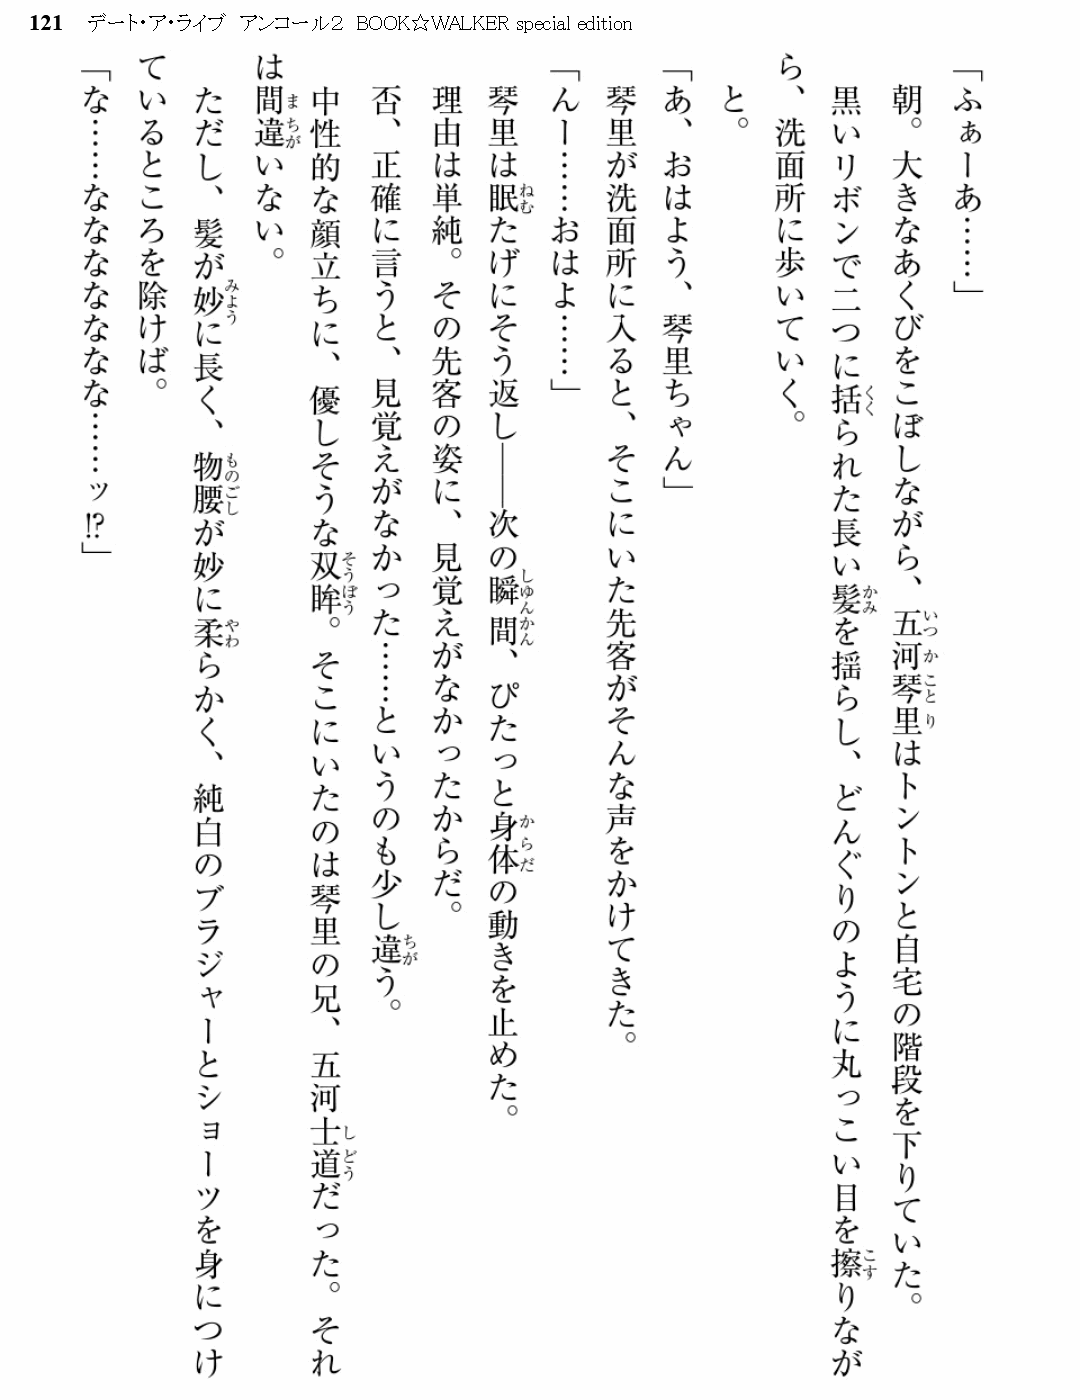 121 デート・ア・ライブ アンコール2 BOOK☆WALKER special edition
「ふぁーあ……」
朝。大きなあくびをこぼしながら、五河琴里はトントンと自宅の階段を下りていた。
黒いリボンで二つに括られた長い髪を揺らし、どんぐりのように丸っこい目を擦りなが
ら、洗面所に歩いていく。
と。
「あ、おはよう、琴里ちゃん」
琴里が洗面所に入ると、そこにいた先客がそんな声をかけてきた。
「んー……おはよ……」
琴里は眠たげにそう返し――次の瞬間、ぴたっと身体の動きを止めた。
理由は単純。その先客の姿に、見覚えがなかったからだ。
否、正確に言うと、見覚えがなかった……というのも少し違う。
中性的な顔立ちに、優しそうな双眸。そこにいたのは琴里の兄、五河士道だった。それ
は間違いない。
ただし、髪が妙に長く、物腰が妙に柔らかく、純白のブラジャーとショーツを身につけ
ているところを除けば。
「な……ななななななな……ッ!?」